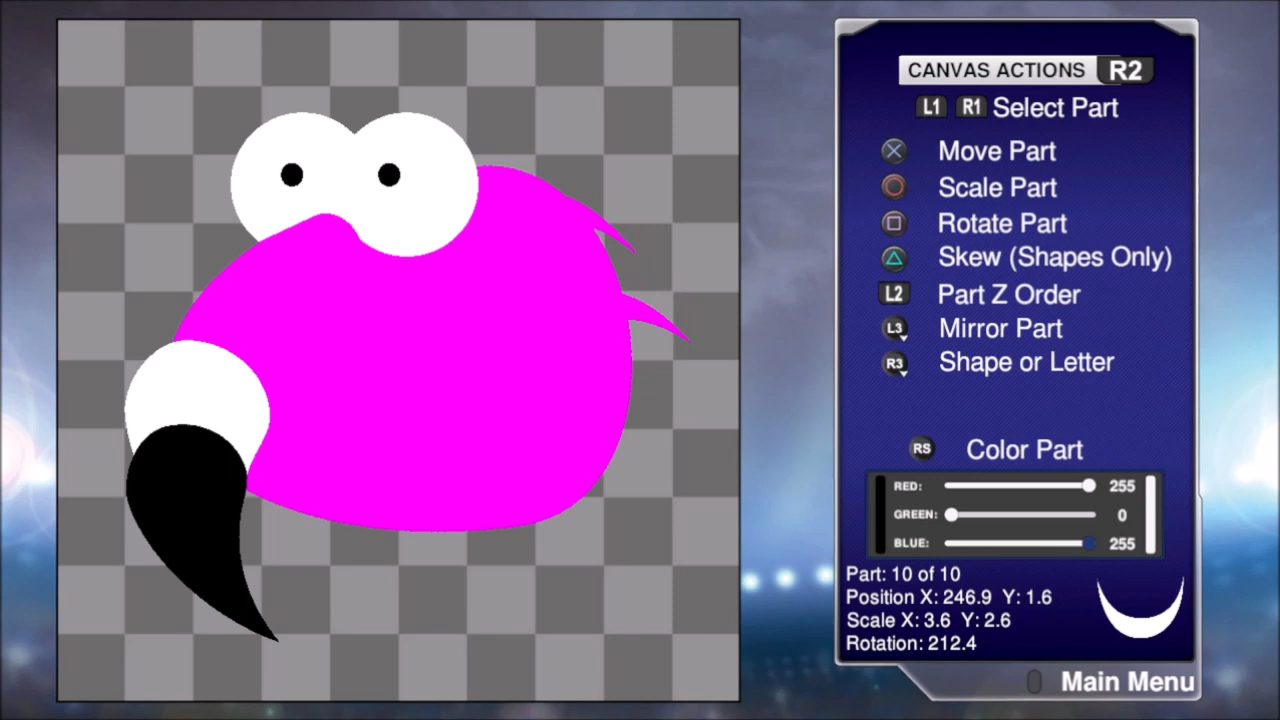 CANVAS ACTIONS R2
L1 R1 Select Part
Move Part
Scale Part
Rotate Part
Skew (Shapes Only)
L2 Part Z Order
L3 Mirror Part
R3 Shape or Letter
RS Color Part
RED: 255
GREEN: 0
BLUE: 255
Part: 10 of 10
Position X: 246.9 Y: 1.6
Scale X: 3.6 Y: 2.6
Rotation: 212.4
Main Menu